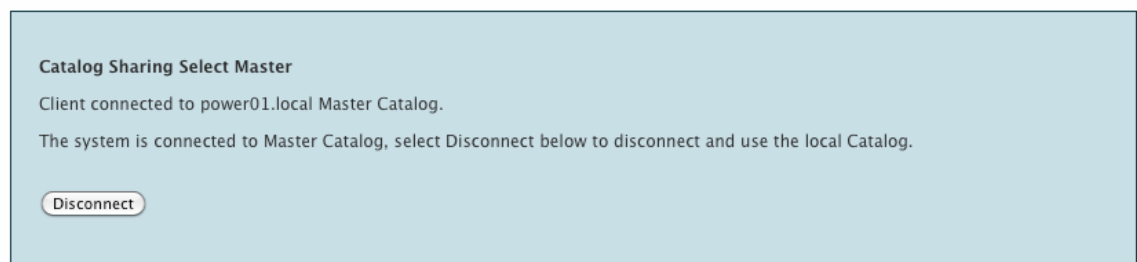 Catalog Sharing Select Master
Client connected to power01.local Master Catalog.
The system is connected to Master Catalog, select Disconnect below to disconnect and use the local Catalog.
Disconnect